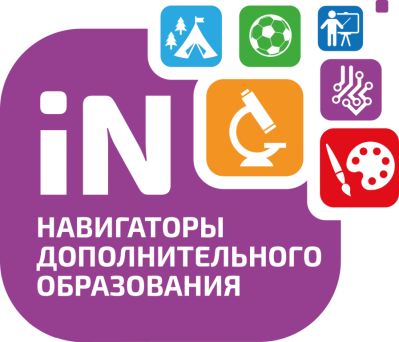 iN
НАВИГАТОРЫ
ДОПОЛНИТЕЛЬНОГО
ОБРАЗОВАНИЯ